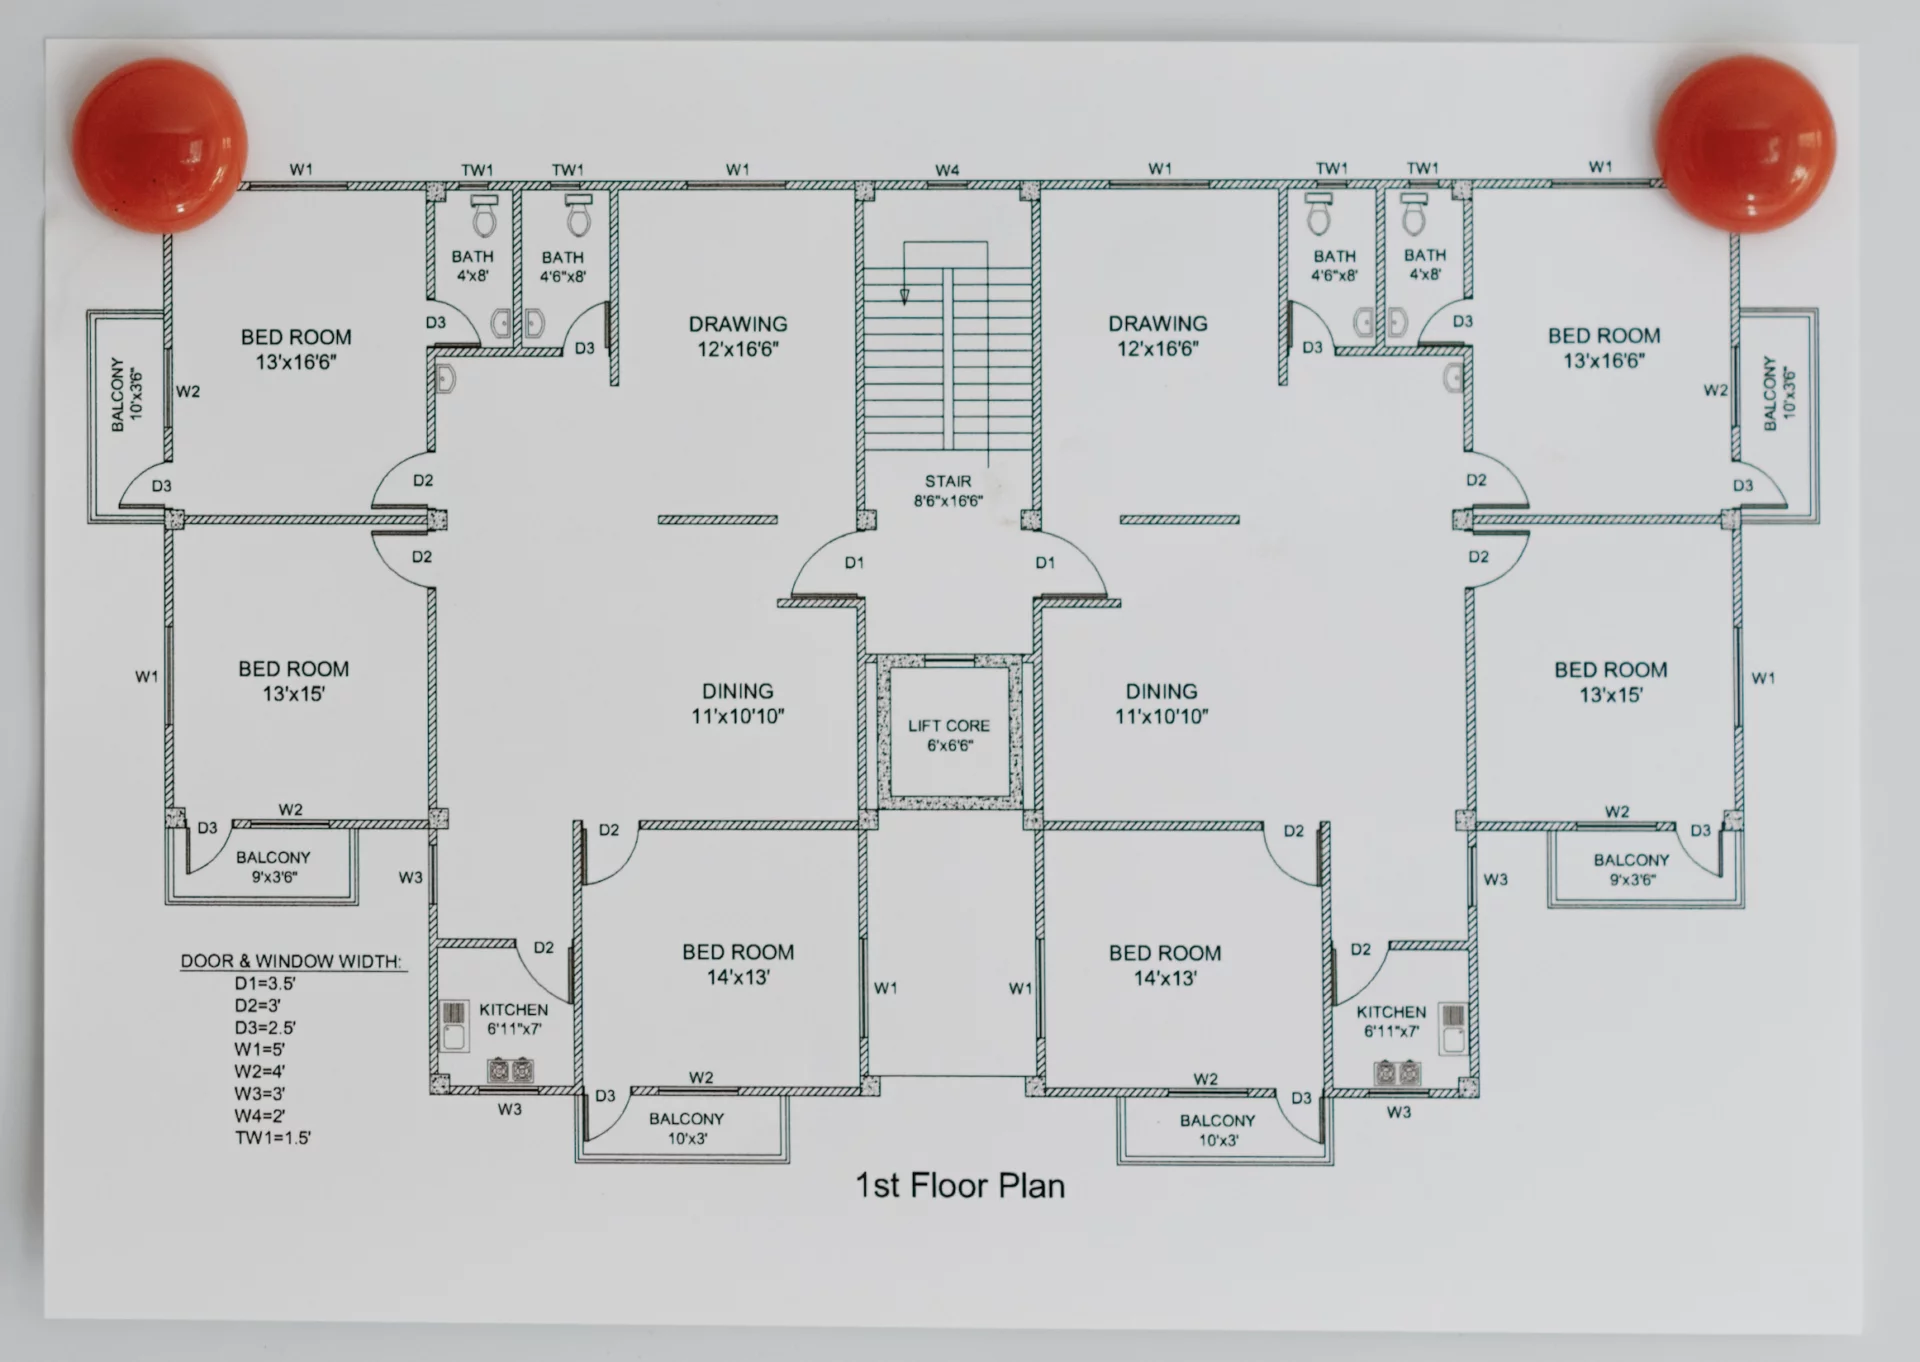 W1
TW1
TW1
W1
W4
W1
TW1
TW1
W1
BATH
4'x8'
BATH
4'6"x8'
BATH
4'6"x8'
BATH
4'x8'
BED ROOM
13'x16'6"
D3
D3
DRAWING
12'x16'6"
DRAWING
12'x16'6"
D3
D3
BED ROOM
13'x16'6"
BALCONY
10'x3'6"
W2
W2
BALCONY
10'x3'6"
D3
D2
STAIR
8'6"x16'6"
D2
D3
D2
D1
D1
D2
W1
BED ROOM
13'x15'
DINING
11'x10'10"
LIFT CORE
6'x6'6"
DINING
11'x10'10"
BED ROOM
13'x15'
W1
D3
W2
D2
D2
W2
D3
BALCONY
9'x3'6"
W3
W3
BALCONY
9'x3'6"
D2
BED ROOM
14'x13'
W1
W1
BED ROOM
14'x13'
D2
KITCHEN
6'11"x7'
KITCHEN
6'11"x7'
W3
D3
W2
W2
D3
W3
BALCONY
10'x3'
BALCONY
10'x3'
DOOR & WINDOW WIDTH:
D1=3.5'
D2=3'
D3=2.5'
W1=5'
W2=4'
W3=3'
W4=2'
TW1=1.5'
1st Floor Plan